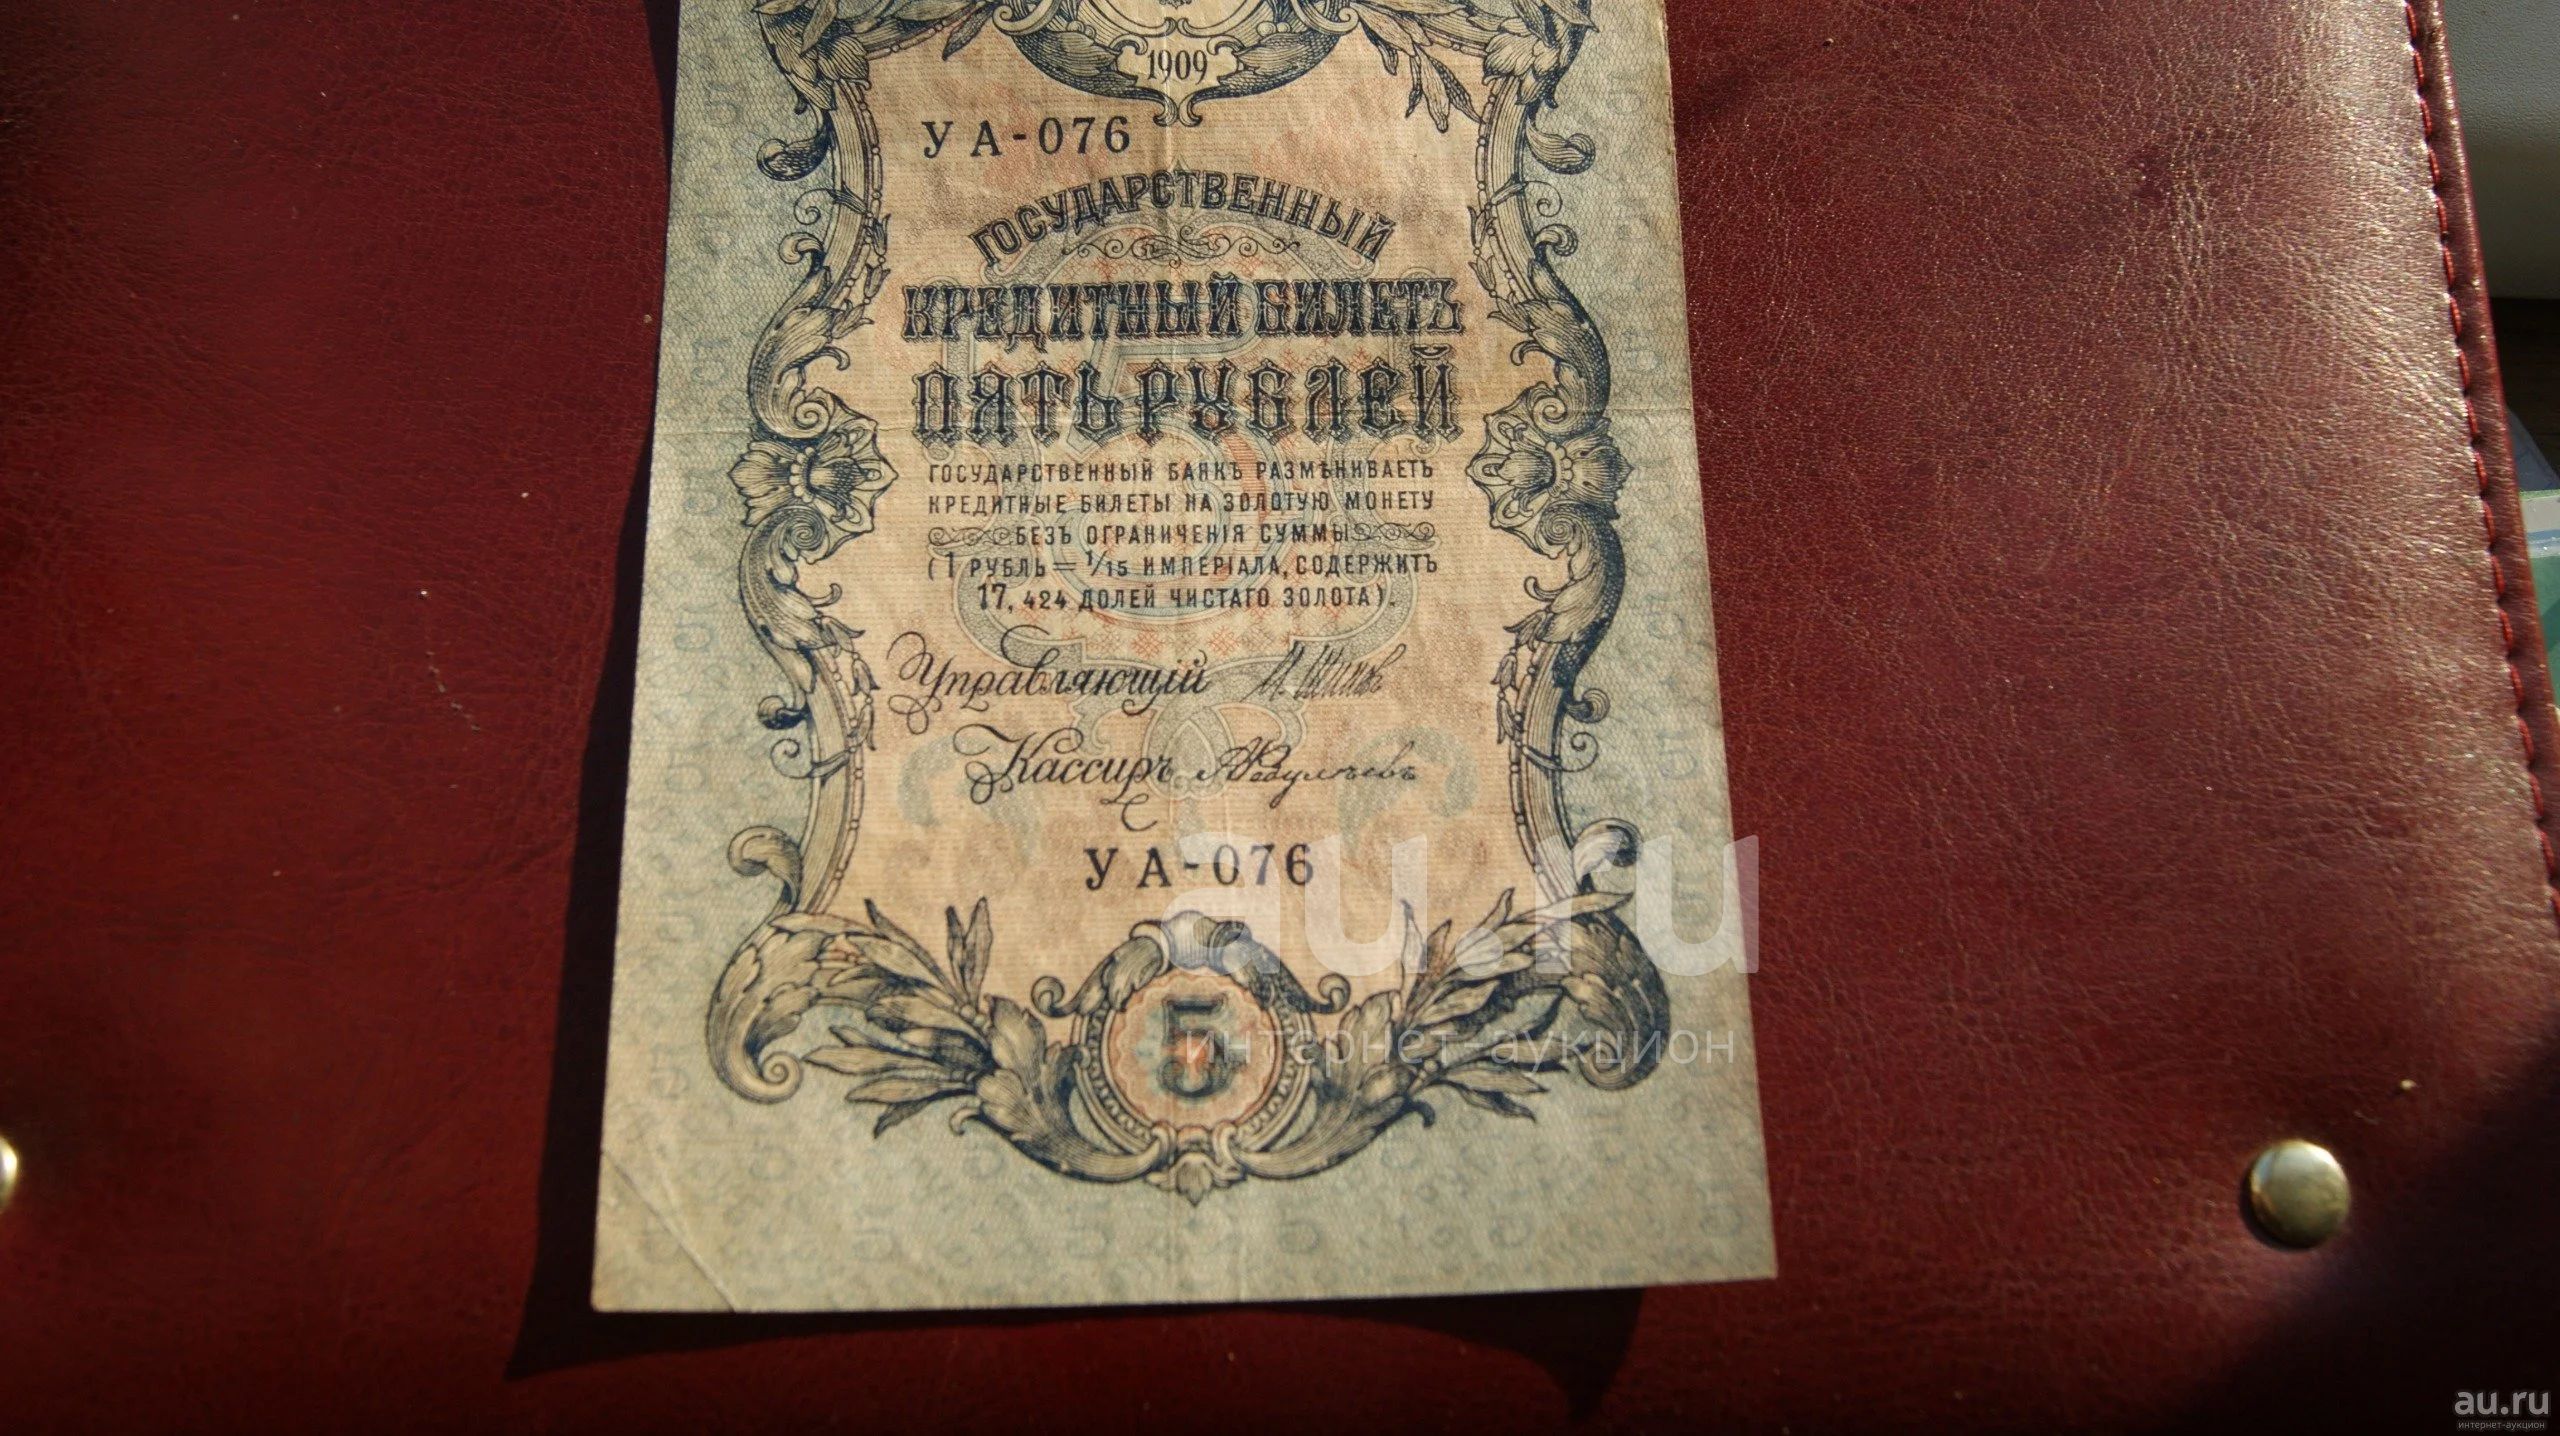 1909
УА-076
ГОСУДАРСТВЕННЫЙ
КРЕДИТНЫЙ БИЛЕТЪ
ПЯТЬ РУБЛЕЙ
ГОСУДАРСТВЕННЫЙ БАНКЪ РАЗМѢНИВАЕТЪ
КРЕДИТНЫЕ БИЛЕТЫ НА ЗОЛОТУЮ МОНЕТУ
БЕЗЪ ОГРАНИЧЕНІЯ СУММЫ
(1 РУБЛЬ = 1/15 ИМПЕРІАЛА, СОДЕРЖИТЪ
17,424 ДОЛЕЙ ЧИСТАГО ЗОЛОТА).
Управляющій И. Шипов
Кассиръ
УА-076
5
au.ru
интернет-аукцион
au.ru
интернет-аукцион